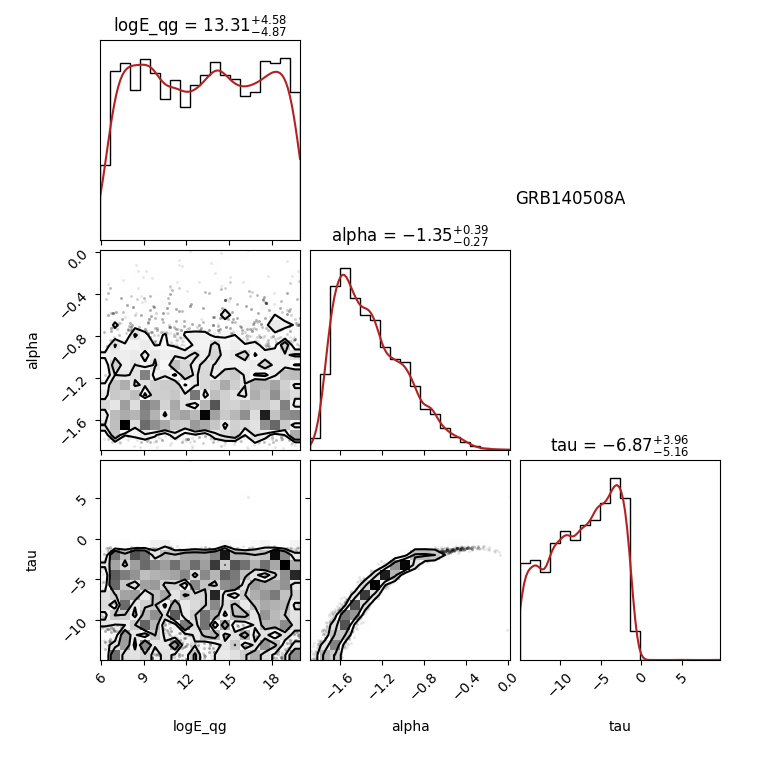 logE_qg = 13.31^{+4.58}_{−4.87}
GRB140508A
alpha = −1.35^{+0.39}_{−0.27}
0.0
−0.4
−0.8
−1.2
−1.6
alpha
tau = −6.87^{+3.96}_{−5.16}
5
0
−5
−10
tau
6 9 12 15 18
−1.6 −1.2 −0.8 −0.4 0.0
−10 −5 0 5
logE_qg alpha tau